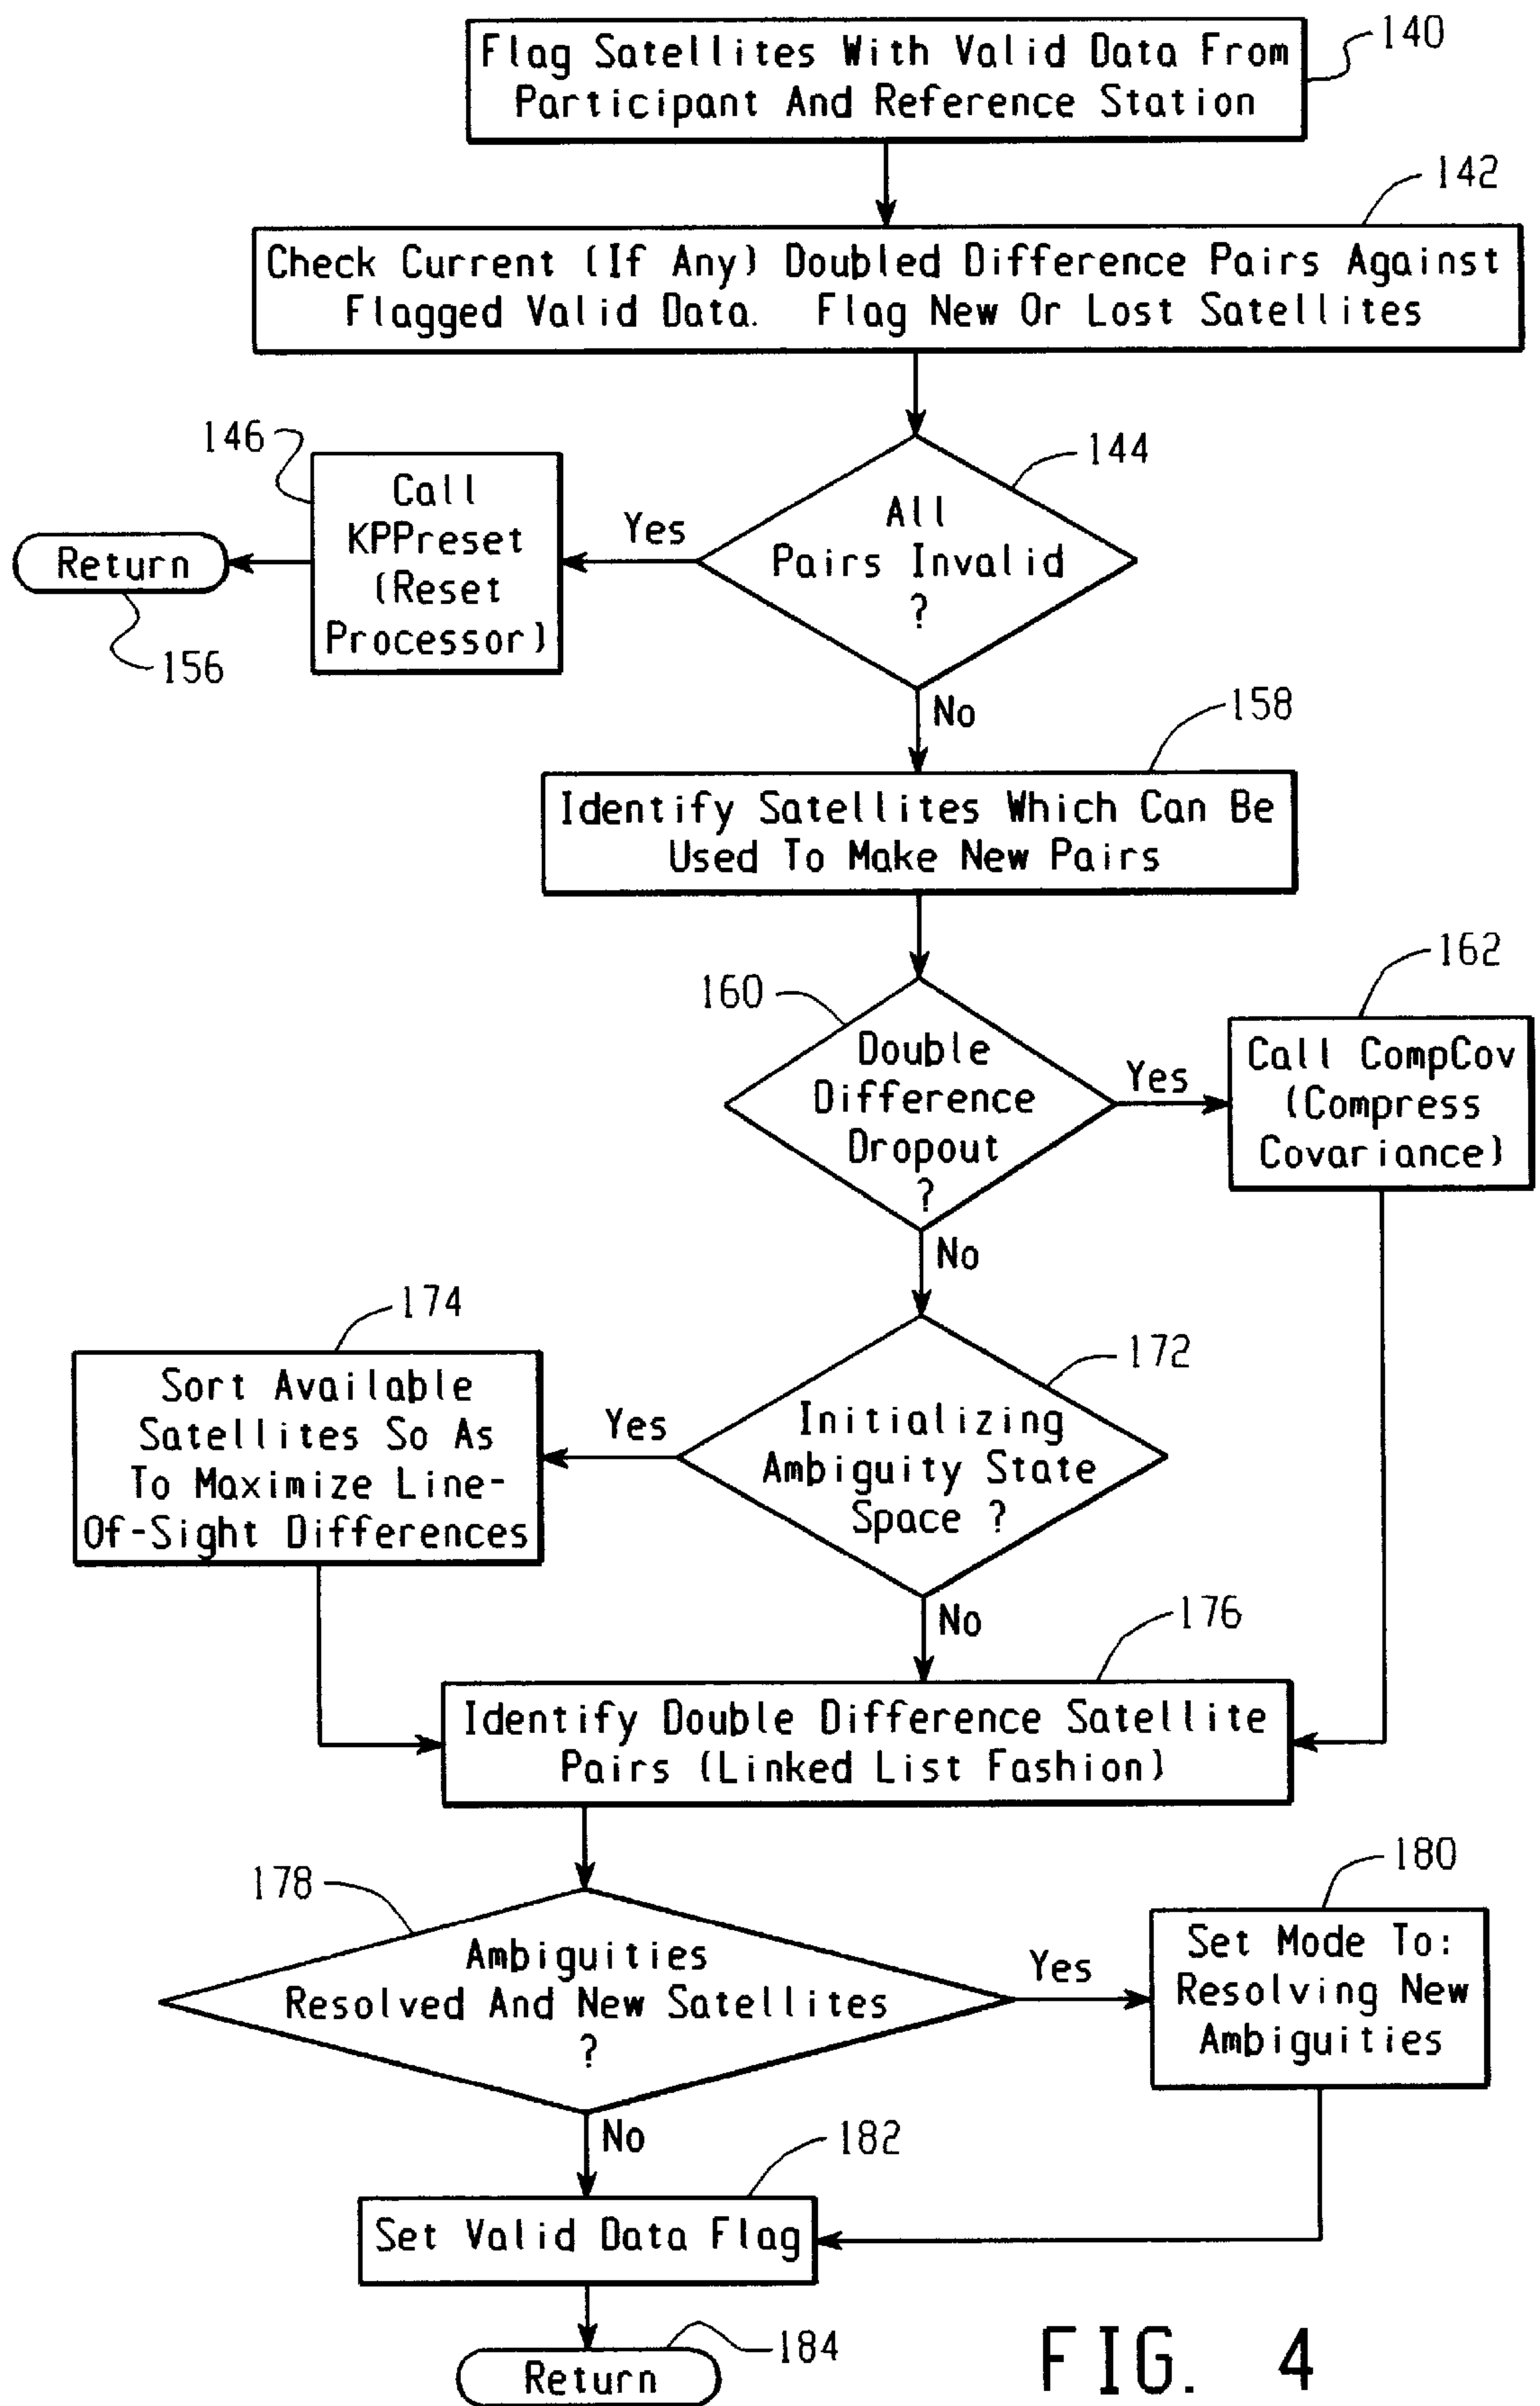 Flag Satellites With Valid Data From
Participant And Reference Station
140
142
Check Current (If Any) Doubled Difference Pairs Against
Flagged Valid Data. Flag New Or Lost Satellites
146
144
Call
KPPreset
(Reset
Processor)
Yes
All
Pairs Invalid
?
Return
156
No
158
Identify Satellites Which Can Be
Used To Make New Pairs
160
162
Double
Difference
Dropout
?
Yes
Call CompCov
(Compress
Covariance)
No
174
172
Sort Available
Satellites So As
To Maximize Line-
Of-Sight Differences
Yes
Initializing
Ambiguity State
Space ?
No
176
Identify Double Difference Satellite
Pairs (Linked List Fashion)
178
180
Ambiguities
Resolved And New Satellites
?
Yes
Set Mode To:
Resolving New
Ambiguities
No
182
Set Valid Data Flag
184
Return
FIG. 4